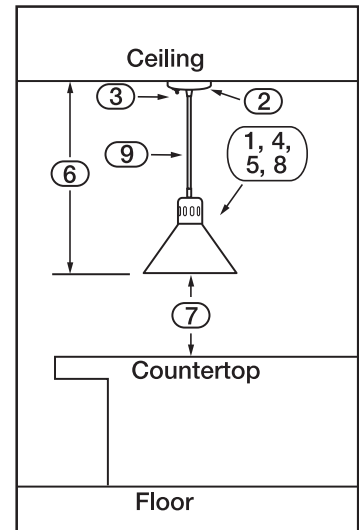 Ceiling
3
2
9
1, 4,
5, 8
6
7
Countertop
Floor